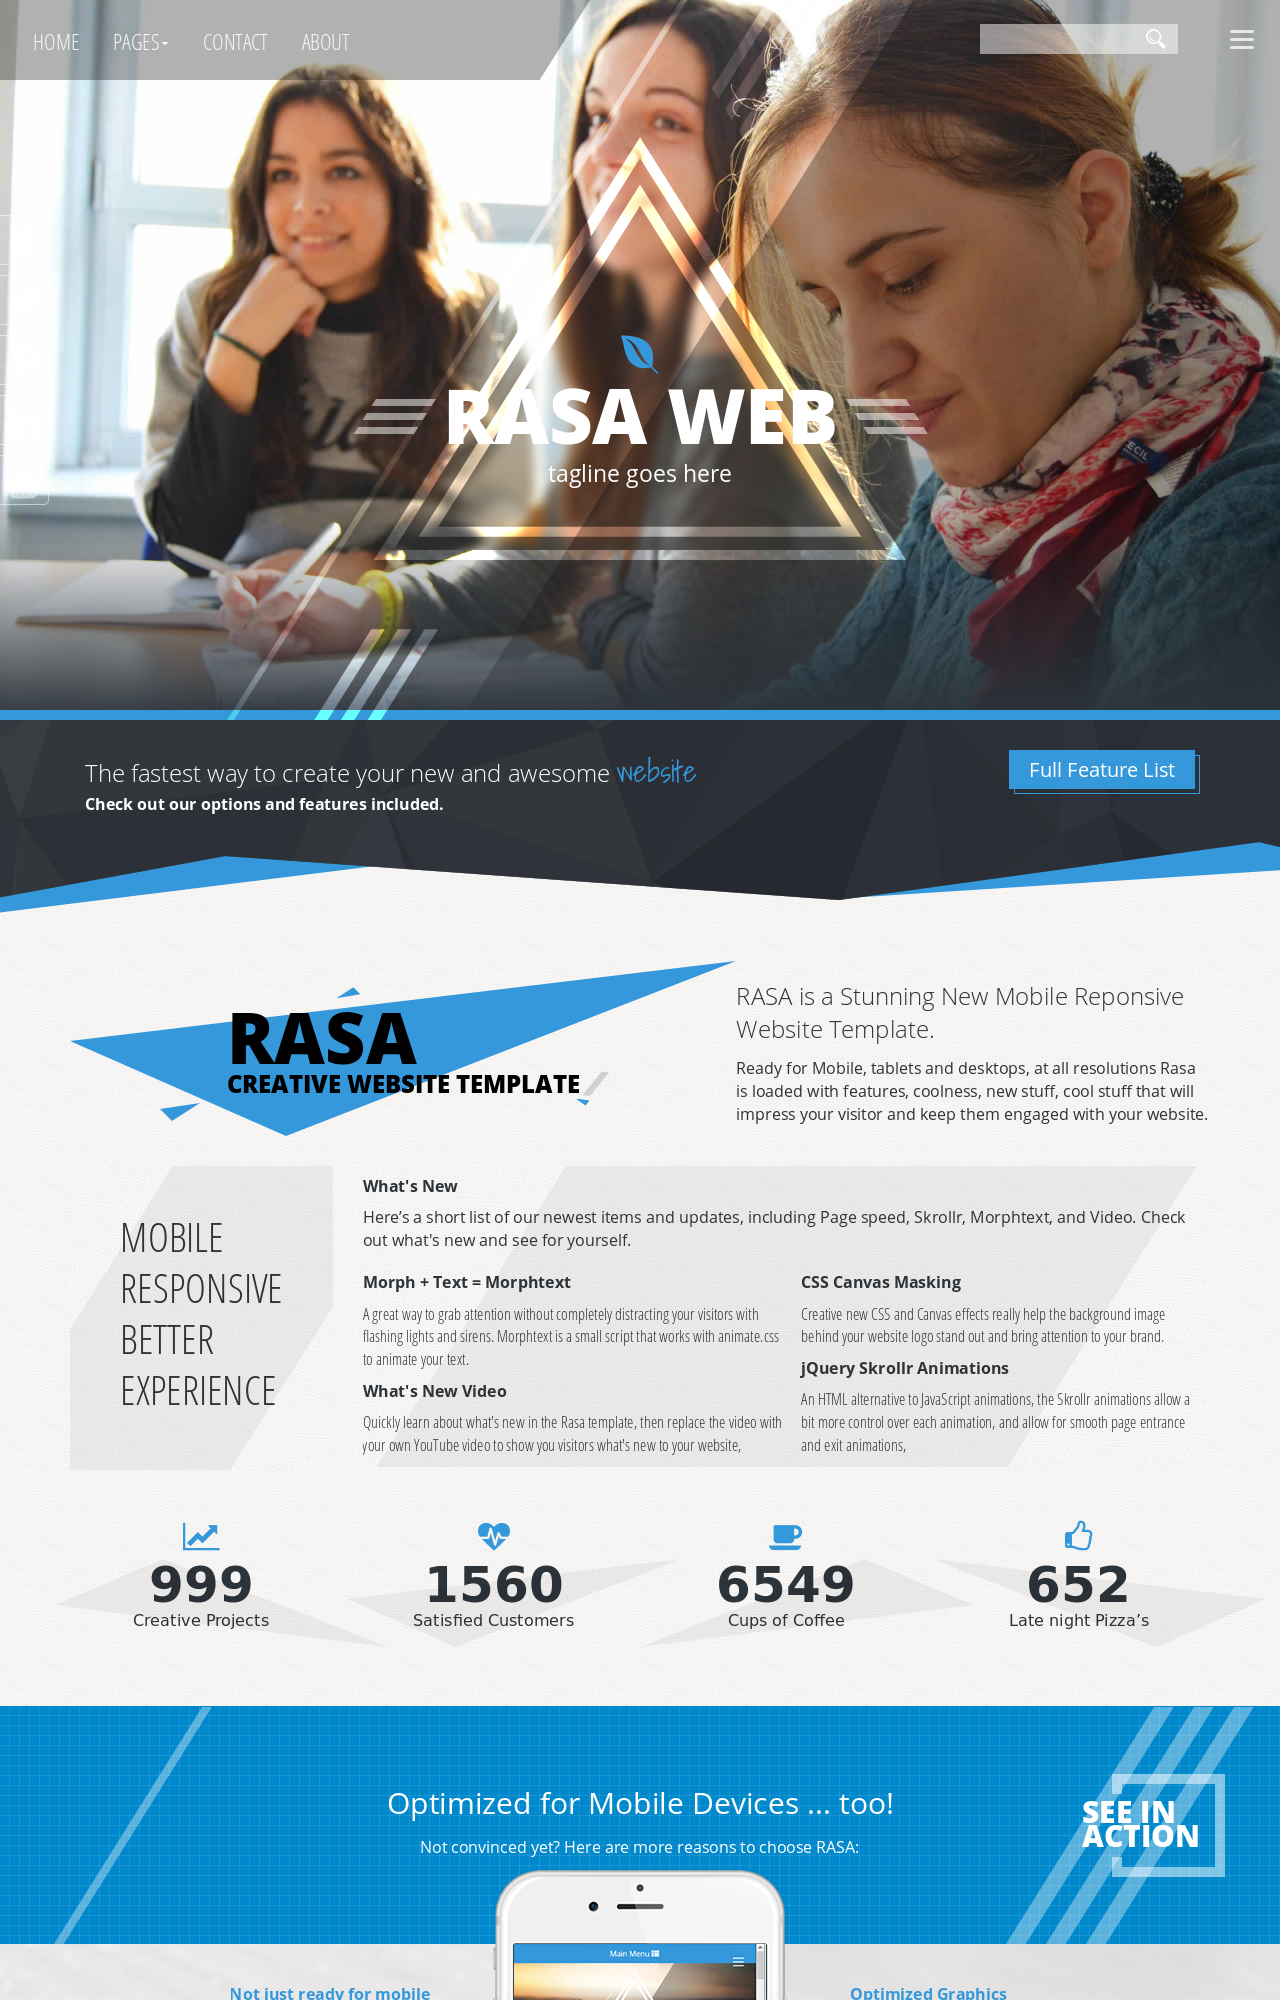 HOME PAGES CONTACT ABOUT
RASA WEB
tagline goes here
ECIL
The fastest way to create your new and awesome website
Check out our options and features included.
Full Feature List
RASA
CREATIVE WEBSITE TEMPLATE
RASA is a Stunning New Mobile Reponsive
Website Template.
Ready for Mobile, tablets and desktops, at all resolutions Rasa
is loaded with features, coolness, new stuff, cool stuff that will
impress your visitor and keep them engaged with your website.
MOBILE
RESPONSIVE
BETTER
EXPERIENCE
What's New
Here’s a short list of our newest items and updates, including Page speed, Skrollr, Morphtext, and Video. Check
out what's new and see for yourself.
Morph + Text = Morphtext
A great way to grab attention without completely distracting your visitors with
flashing lights and sirens. Morphtext is a small script that works with animate.css
to animate your text.
What's New Video
Quickly learn about what's new in the Rasa template, then replace the video with
your own YouTube video to show you visitors what's new to your website,
CSS Canvas Masking
Creative new CSS and Canvas effects really help the background image
behind your website logo stand out and bring attention to your brand.
jQuery Skrollr Animations
An HTML alternative to JavaScript animations, the Skrollr animations allow a
bit more control over each animation, and allow for smooth page entrance
and exit animations,
999
Creative Projects
1560
Satisfied Customers
6549
Cups of Coffee
652
Late night Pizza’s
Optimized for Mobile Devices ... too!
Not convinced yet? Here are more reasons to choose RASA:
SEE IN
ACTION
Main Menu
Not just ready for mobile
Optimized Graphics